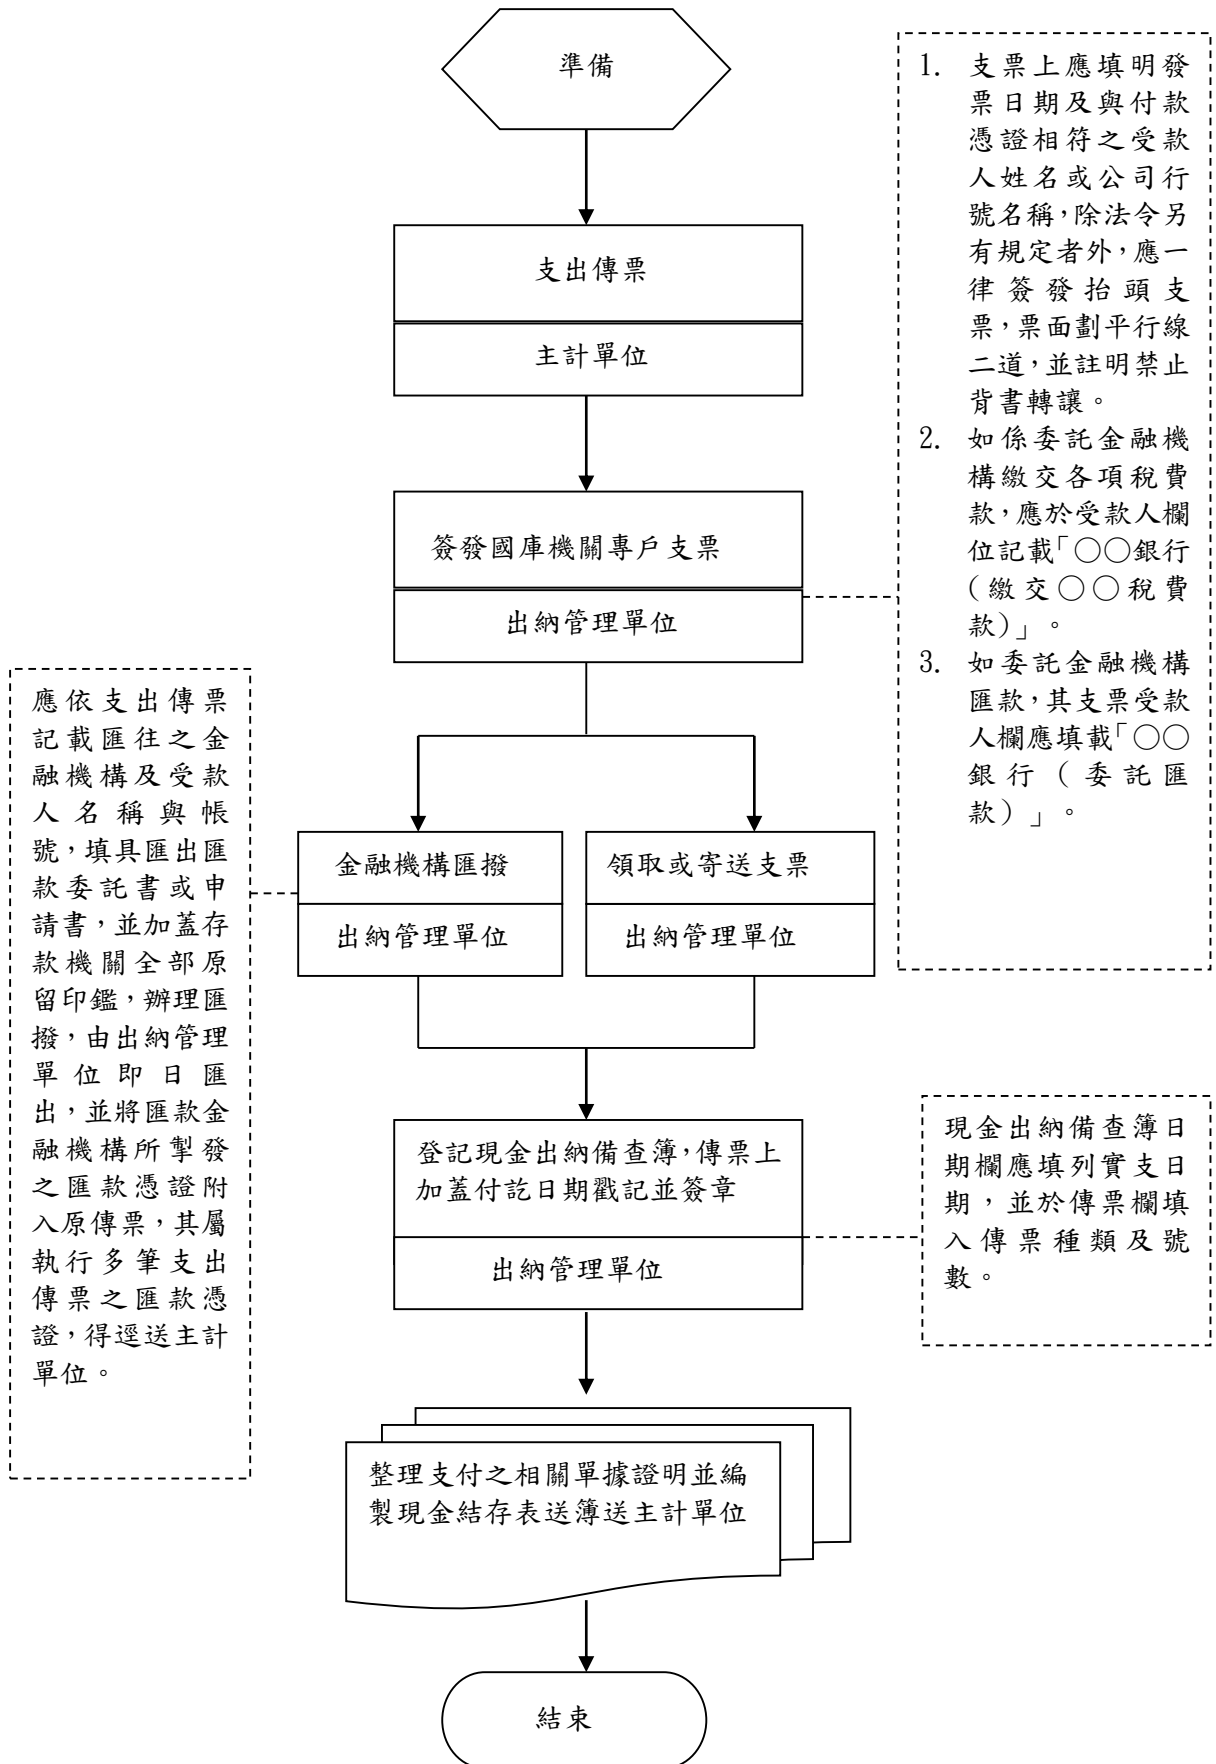 準備
1. 支票上應填明發
票日期及與付款
憑證相符之受款
人姓名或公司行
號名稱，除法令另
有規定者外，應一
律簽發抬頭支
票，票面劃平行線
二道，並註明禁止
背書轉讓。
2. 如係委託金融機
構繳交各項稅費
款，應於受款人欄
位記載「○○銀行
(繳交○○稅費
款)」。
3. 如委託金融機構
匯款，其支票受款
人欄應填載「○○
銀行(委託匯
款)」。
支出傳票
主計單位
簽發國庫機關專戶支票
出納管理單位
應依支出傳票
記載匯往之金
融機構及受款
人名稱與帳
號，填具匯出匯
款委託書或申
請書，並加蓋存
款機關全部原
留印鑑，辦理匯
撥，由出納管理
單位即日匯
出，並將匯款金
融機構所掣發
之匯款憑證附
入原傳票，其屬
執行多筆支出
傳票之匯款憑
證，得逕送主計
單位。
金融機構匯撥
出納管理單位
領取或寄送支票
出納管理單位
登記現金出納備查簿，傳票上
加蓋付訖日期戳記並簽章
出納管理單位
現金出納備查簿日
期欄應填列實支日
期，並於傳票欄填
入傳票種類及號
數。
整理支付之相關單據證明並編
製現金結存表送簿送主計單位
結束